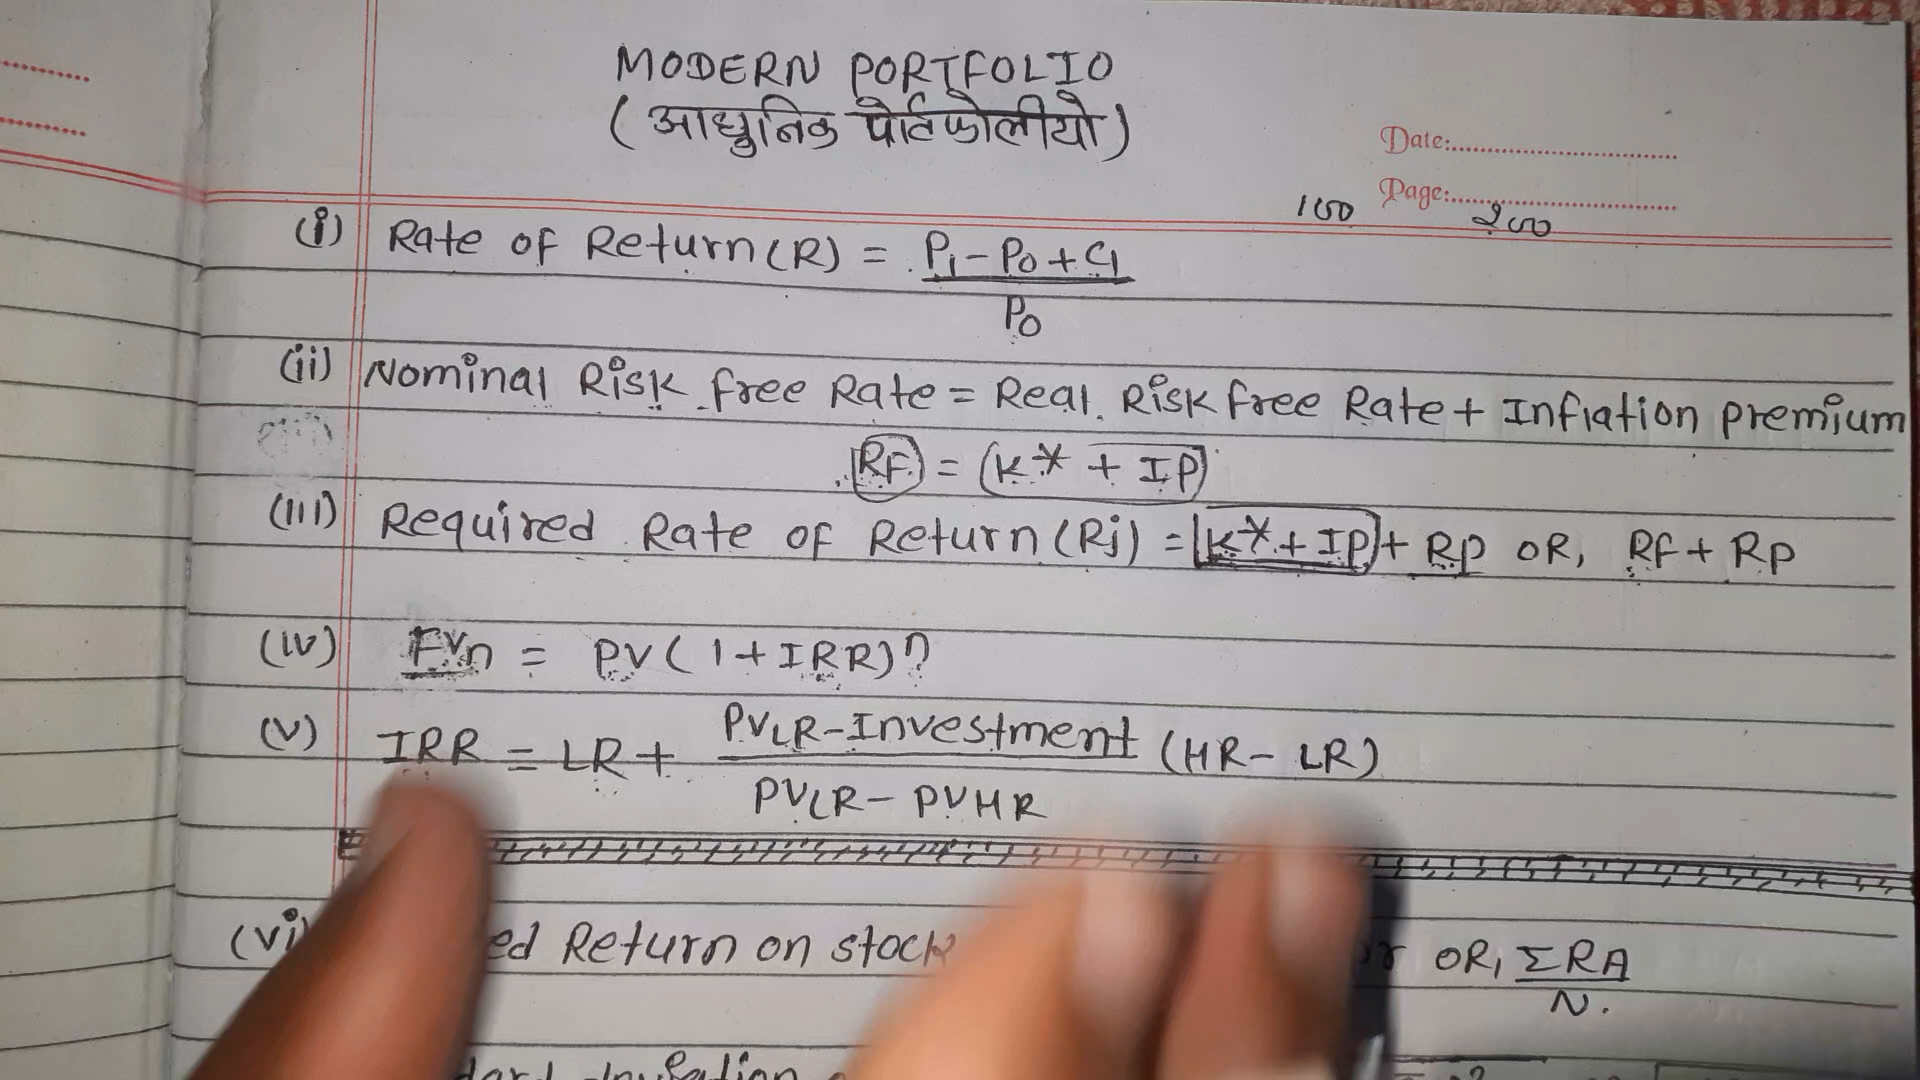 MODERN PORTFOLIO
(आधुनिक पोर्टफोलीयो)
Date:
Page:
100 200
(i) Rate of Return (R) = P1 - P0 + C1
P0
(ii) Nominal Risk free Rate = Real Risk free Rate + Inflation premium
RF = (K* + IP)
(iii) Required Rate of Return (Rj) = K* + IP + RP OR, RF + RP
(iv) FVn = PV(1+IRR)n
(v) IRR = LR + PVLR - Investment (HR - LR)
PVLR - PVHR
(vi) Return on stock OR, ΣRA
N.